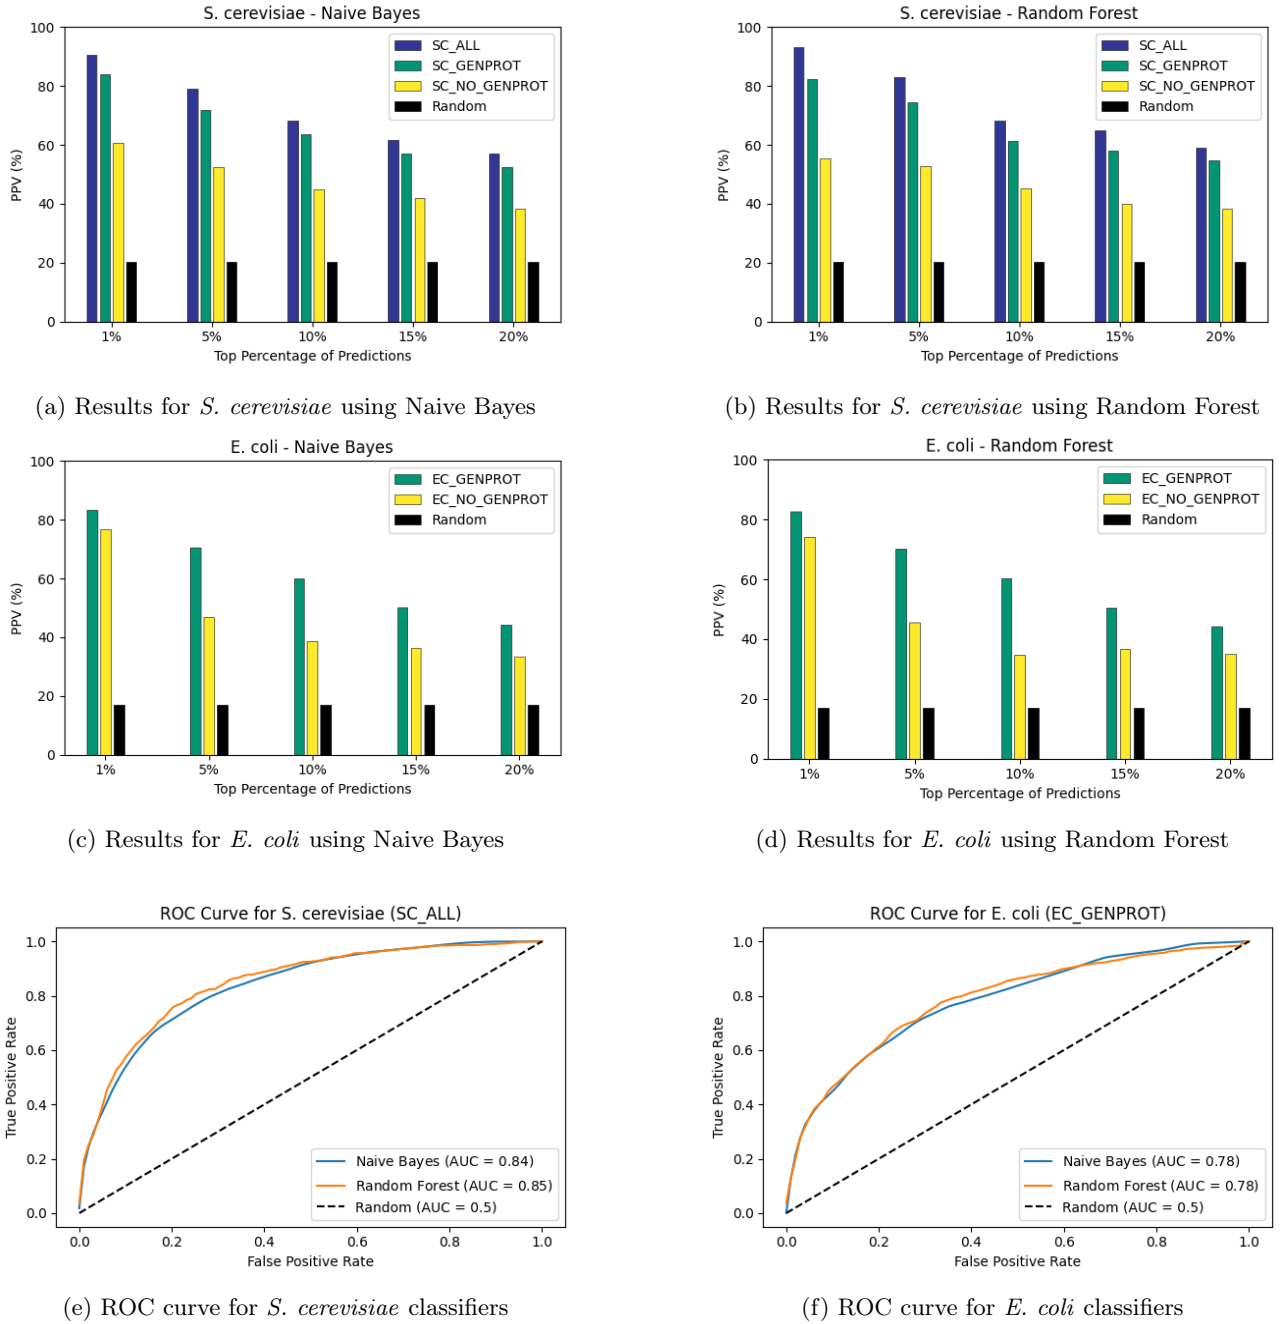 S. cerevisiae - Naive Bayes
100
80
60
40
20
0
PPV (%)
SC_ALL
SC_GENPROT
SC_NO_GENPROT
Random
1% 5% 10% 15% 20%
Top Percentage of Predictions
(a) Results for S. cerevisiae using Naive Bayes
S. cerevisiae - Random Forest
100
80
60
40
20
0
PPV (%)
SC_ALL
SC_GENPROT
SC_NO_GENPROT
Random
1% 5% 10% 15% 20%
Top Percentage of Predictions
(b) Results for S. cerevisiae using Random Forest
E. coli - Naive Bayes
100
80
60
40
20
0
PPV (%)
EC_GENPROT
EC_NO_GENPROT
Random
1% 5% 10% 15% 20%
Top Percentage of Predictions
(c) Results for E. coli using Naive Bayes
E. coli - Random Forest
100
80
60
40
20
0
PPV (%)
EC_GENPROT
EC_NO_GENPROT
Random
1% 5% 10% 15% 20%
Top Percentage of Predictions
(d) Results for E. coli using Random Forest
ROC Curve for S. cerevisiae (SC_ALL)
1.0
0.8
0.6
0.4
0.2
0.0
True Positive Rate
Naive Bayes (AUC = 0.84)
Random Forest (AUC = 0.85)
Random (AUC = 0.5)
0.0 0.2 0.4 0.6 0.8 1.0
False Positive Rate
(e) ROC curve for S. cerevisiae classifiers
ROC Curve for E. coli (EC_GENPROT)
1.0
0.8
0.6
0.4
0.2
0.0
True Positive Rate
Naive Bayes (AUC = 0.78)
Random Forest (AUC = 0.78)
Random (AUC = 0.5)
0.0 0.2 0.4 0.6 0.8 1.0
False Positive Rate
(f) ROC curve for E. coli classifiers